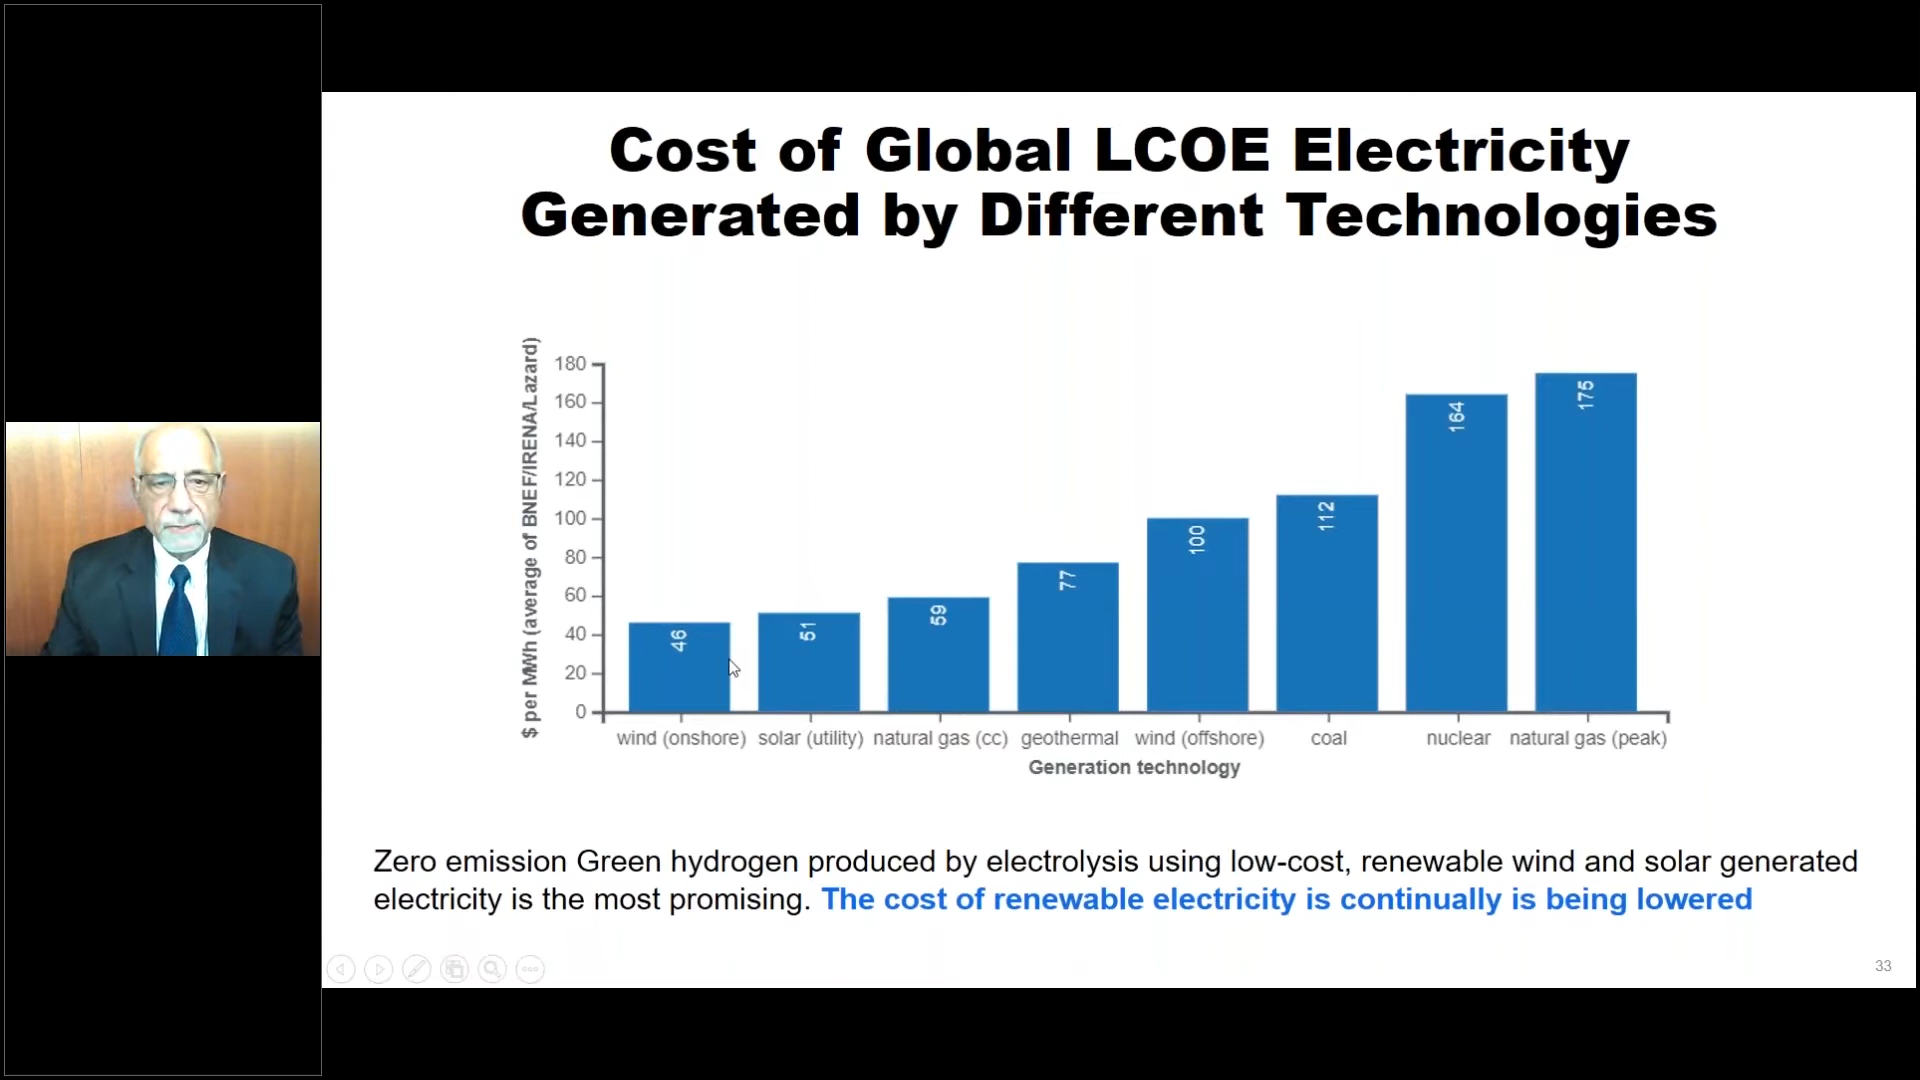 Cost of Global LCOE Electricity
Generated by Different Technologies
$ per MWh (average of BNEF/IRENA/Lazard)
180
160
140
120
100
80
60
40
20
0
46
51
59
77
100
112
164
175
wind (onshore) solar (utility) natural gas (cc) geothermal wind (offshore) coal nuclear natural gas (peak)
Generation technology
Zero emission Green hydrogen produced by electrolysis using low-cost, renewable wind and solar generated
electricity is the most promising. The cost of renewable electricity is continually is being lowered
33